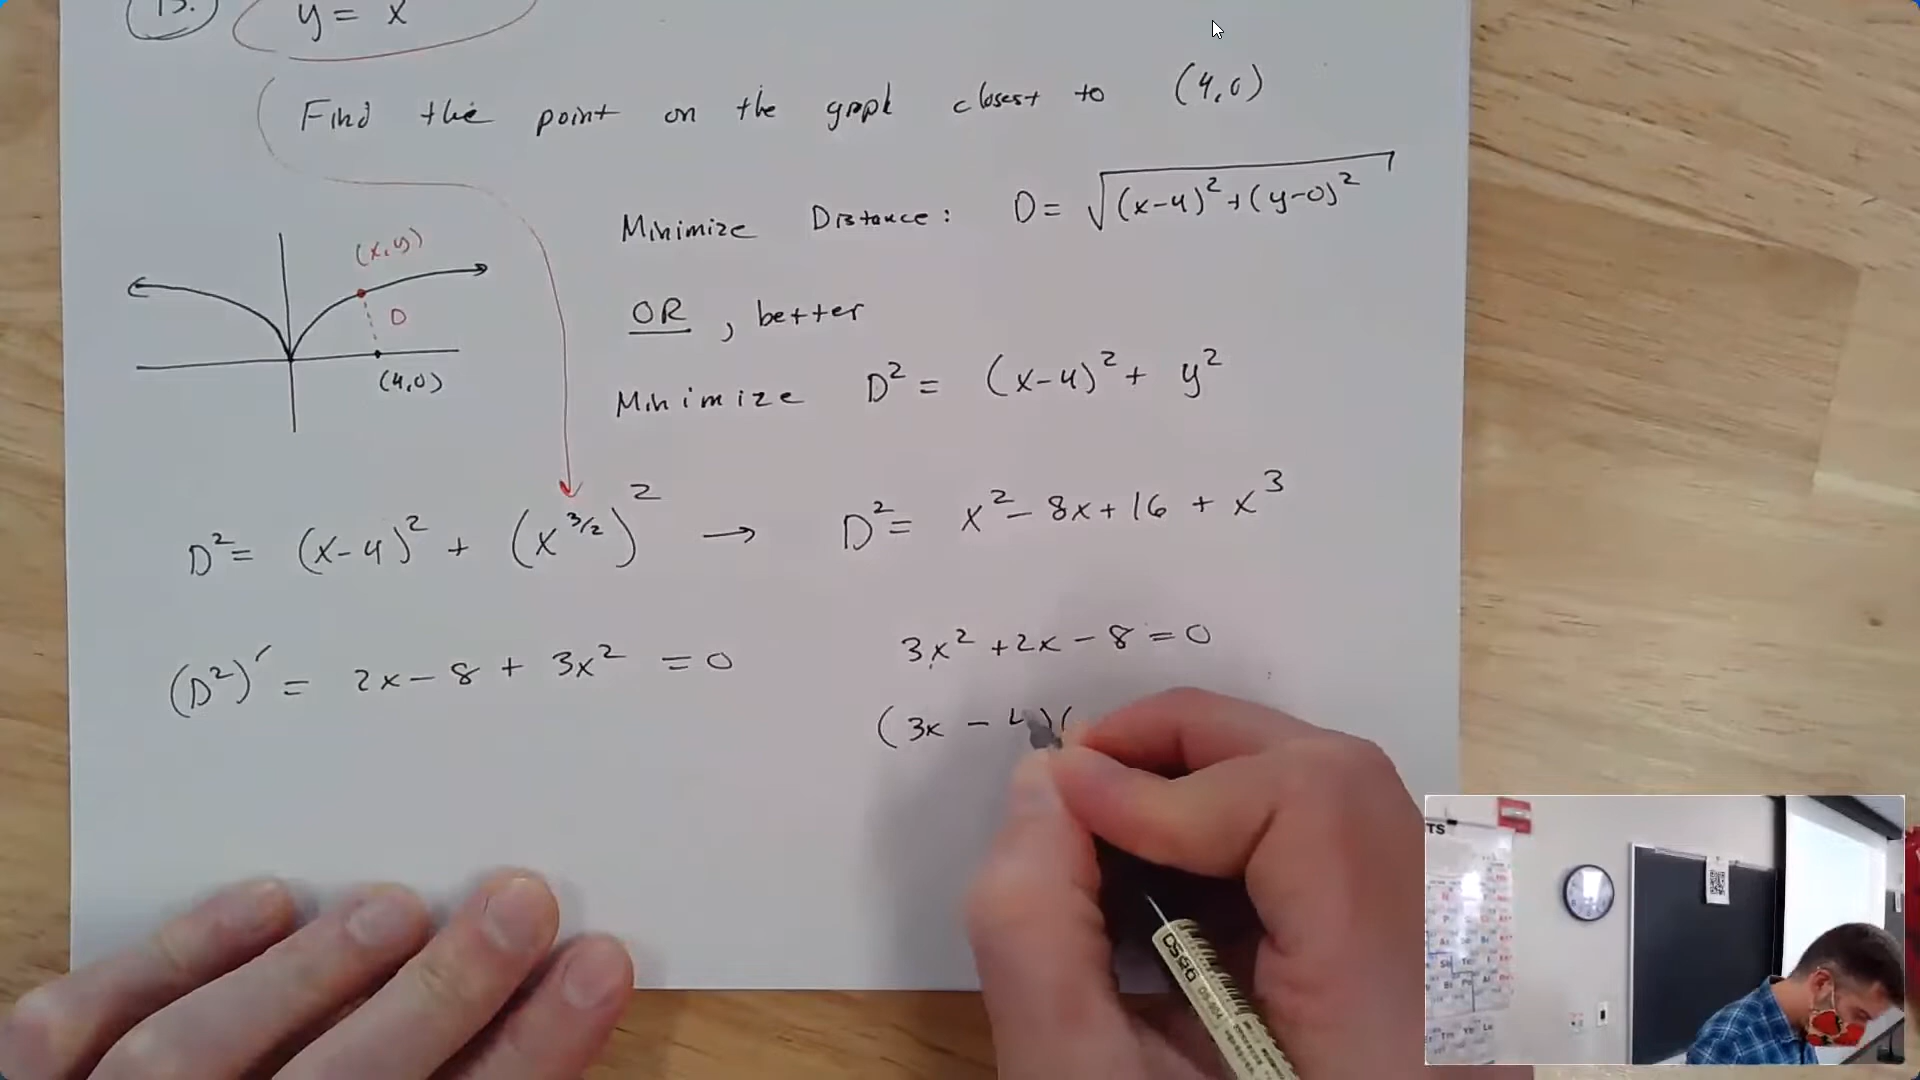 13.
y = x
Find the point on the graph closest to (4,0)
Minimize Distance: D = √(x-4)² + (y-0)²
(x,y)
D
(4,0)
OR, better
Minimize D² = (x-4)² + y²
D² = (x-4)² + (x^3/2)² → D² = x² - 8x + 16 + x³
(D²)' = 2x - 8 + 3x² = 0
3x² + 2x - 8 = 0
(3x - 4)(
TS